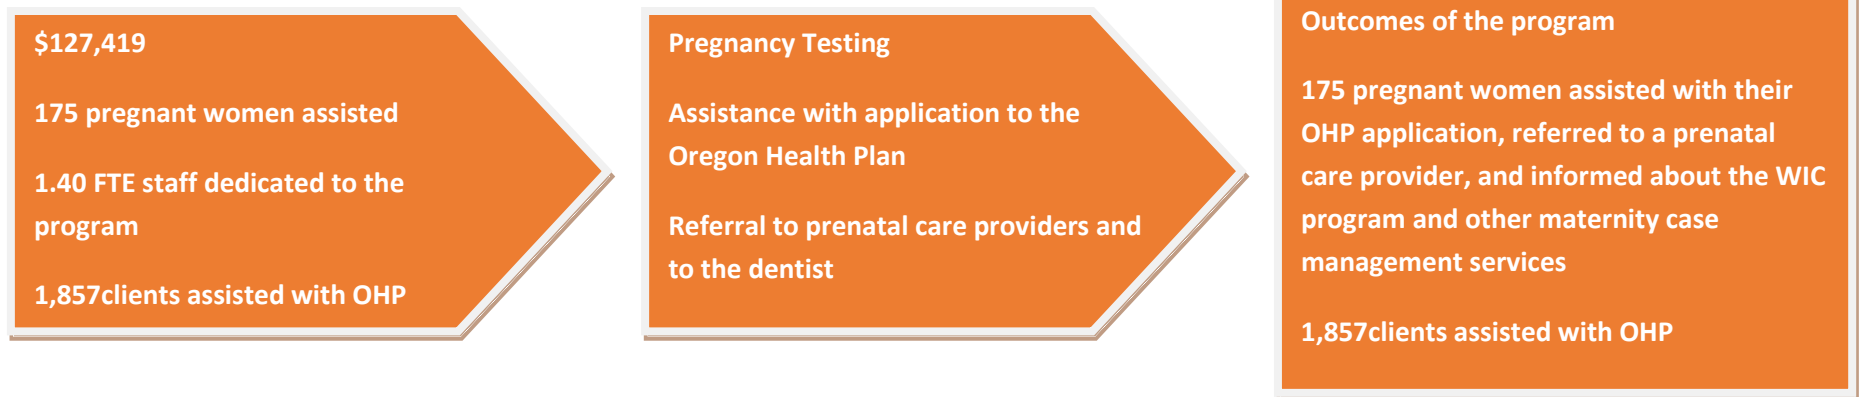 $127,419
175 pregnant women assisted
1.40 FTE staff dedicated to the
program
1,857clients assisted with OHP
Pregnancy Testing
Assistance with application to the
Oregon Health Plan
Referral to prenatal care providers and
to the dentist
Outcomes of the program
175 pregnant women assisted with their
OHP application, referred to a prenatal
care provider, and informed about the WIC
program and other maternity case
management services
1,857clients assisted with OHP